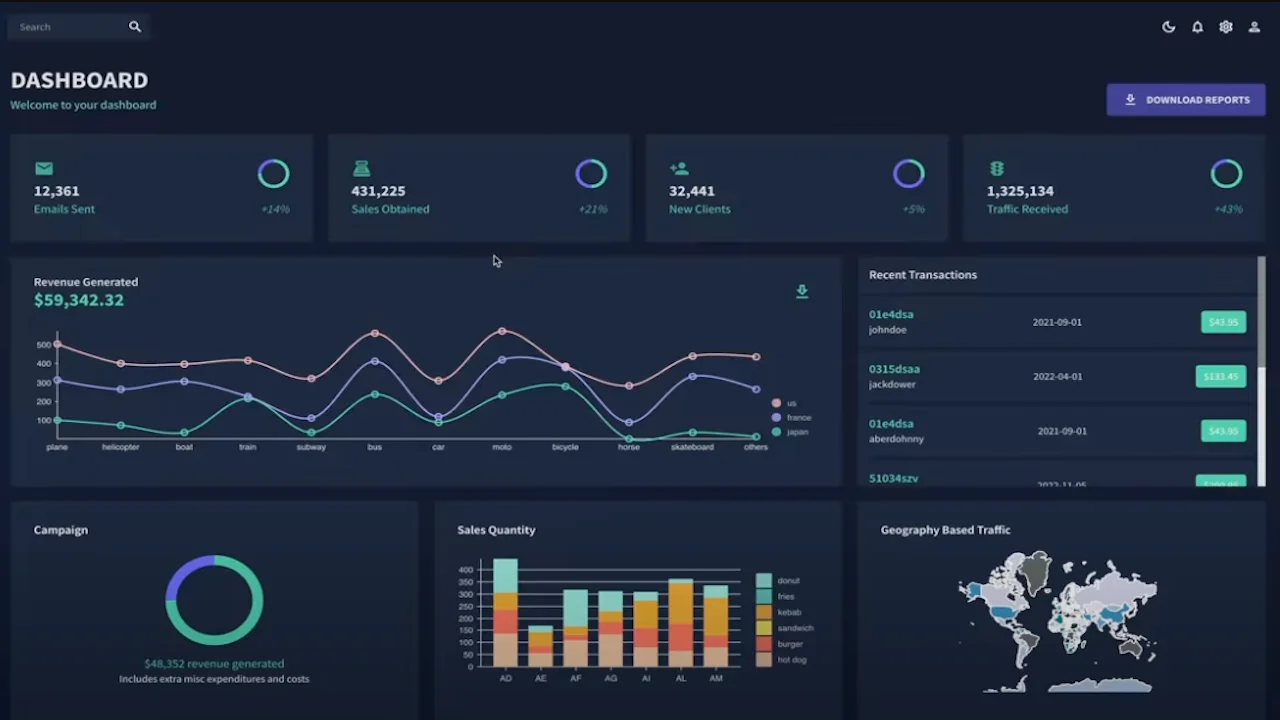 Search
DASHBOARD
Welcome to your dashboard
DOWNLOAD REPORTS
12,361
Emails Sent
+14%
431,225
Sales Obtained
+21%
32,441
New Clients
+5%
1,325,134
Traffic Received
+43%
Revenue Generated
$59,342.32
500
400
300
200
100
plane helicopter boat train subway bus car moto bicycle horse skateboard others
us
france
japan
Recent Transactions
01e4dsa
johndoe
2021-09-01
$43.95
0315dsaa
jackdower
2022-04-01
$133.45
01e4dsa
aberdohnny
2021-09-01
$43.95
51034szv
2022-11-05
Campaign
$48,352 revenue generated
Includes extra misc expenditures and costs
Sales Quantity
400
350
300
250
200
150
100
50
0
AD AE AF AG AI AL AM
donut
fries
kebab
sandwich
burger
hot dog
Geography Based Traffic